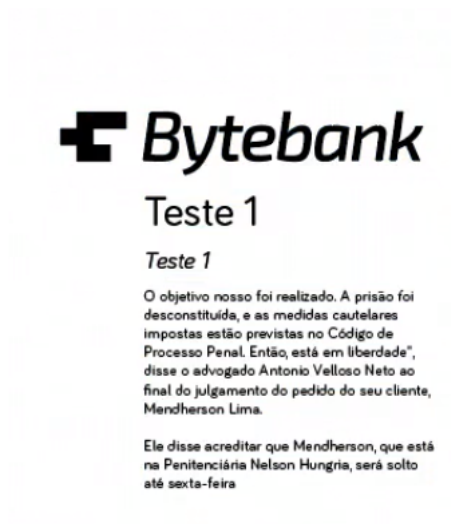 Bytebank
Teste 1
Teste 1
O objetivo nosso foi realizado. A prisão foi
desconstituída, e as medidas cautelares
impostas estão previstas no Código de
Processo Penal. Então, está em liberdade”,
disse o advogado Antonio Velloso Neto ao
final do julgamento do pedido do seu cliente,
Mendherson Lima.
Ele disse acreditar que Mendherson, que está
na Penitenciária Nelson Hungria, será solto
até sexta-feira